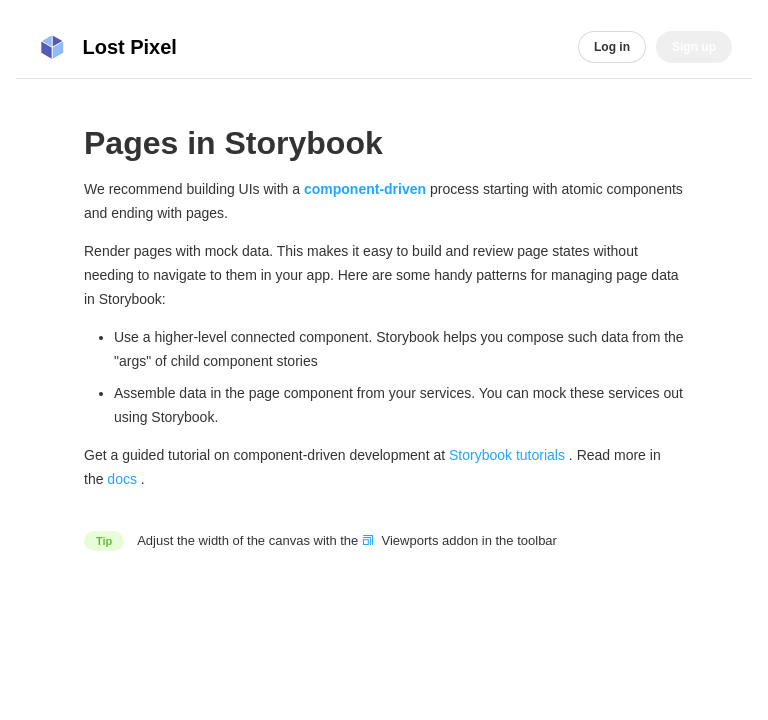 Lost Pixel
Log in
Sign up
Pages in Storybook
We recommend building UIs with a component-driven process starting with atomic components
and ending with pages.
Render pages with mock data. This makes it easy to build and review page states without
needing to navigate to them in your app. Here are some handy patterns for managing page data
in Storybook:
• Use a higher-level connected component. Storybook helps you compose such data from the
"args" of child component stories
• Assemble data in the page component from your services. You can mock these services out
using Storybook.
Get a guided tutorial on component-driven development at Storybook tutorials . Read more in
the docs .
Tip Adjust the width of the canvas with the Viewports addon in the toolbar